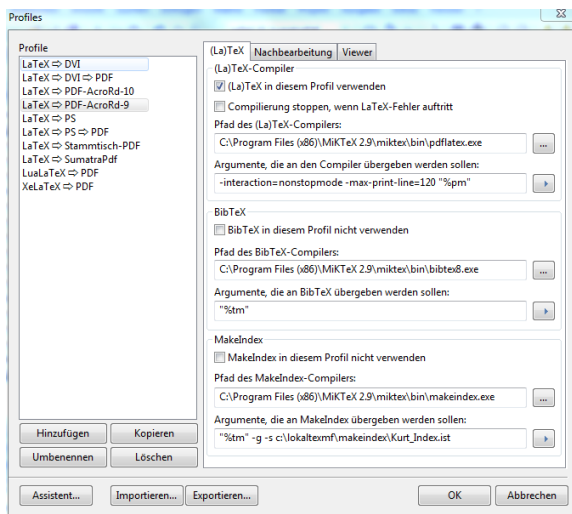 Profiles
Profile
LaTeX ⇨ DVI
LaTeX ⇨ DVI ⇨ PDF
LaTeX ⇨ PDF-AcroRd-10
LaTeX ⇨ PDF-AcroRd-9
LaTeX ⇨ PS
LaTeX ⇨ PS ⇨ PDF
LaTeX ⇨ Stammtisch-PDF
LaTeX ⇨ SumatraPdf
LuaLaTeX ⇨ PDF
XeLaTeX ⇨ PDF
Hinzufügen Kopieren
Umbenennen Löschen
(La)TeX Nachbearbeitung Viewer
(La)TeX-Compiler
(La)TeX in diesem Profil verwenden
Compilierung stoppen, wenn LaTeX-Fehler auftritt
Pfad des (La)TeX-Compilers:
C:\Program Files (x86)\MiKTeX 2.9\miktex\bin\pdflatex.exe ...
Argumente, die an den Compiler übergeben werden sollen:
-interaction=nonstopmode -max-print-line=120 "%pm"
BibTeX
BibTeX in diesem Profil nicht verwenden
Pfad des BibTeX-Compilers:
C:\Program Files (x86)\MiKTeX 2.9\miktex\bin\bibtex8.exe ...
Argumente, die an BibTeX übergeben werden sollen:
"%tm"
MakeIndex
MakeIndex in diesem Profil nicht verwenden
Pfad des MakeIndex-Compilers:
C:\Program Files (x86)\MiKTeX 2.9\miktex\bin\makeindex.exe ...
Argumente, die an MakeIndex übergeben werden sollen:
"%tm" -g -s c:\lokaltexmf\makeindex\Kurt_Index.ist
Assistent... Importieren... Exportieren... OK Abbrechen